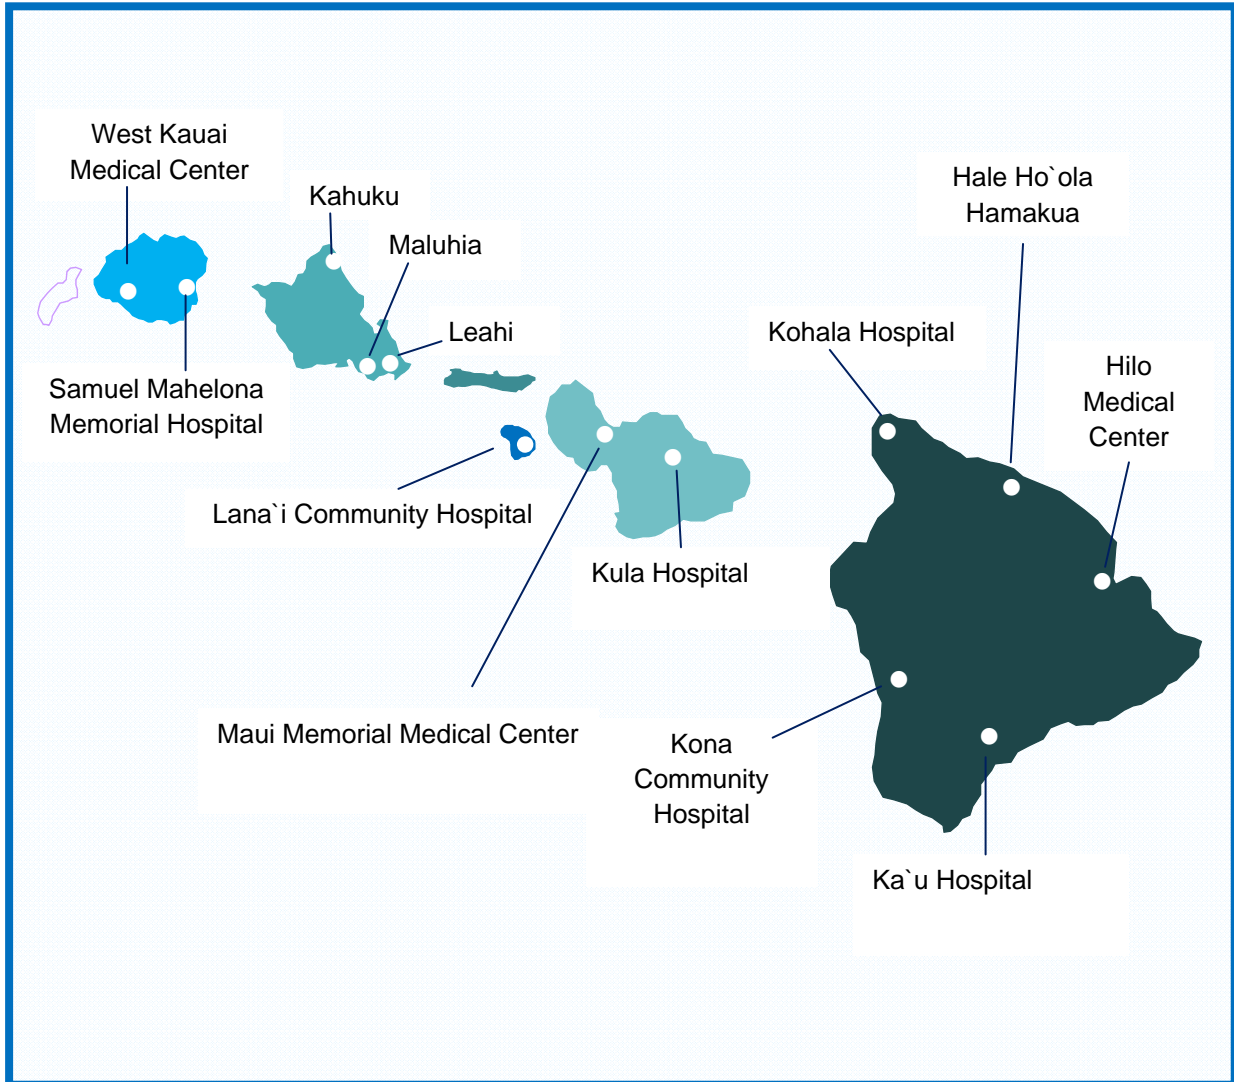 West Kauai
Medical Center
Kahuku
Maluhia
Leahi
Samuel Mahelona
Memorial Hospital
Lana`i Community Hospital
Kula Hospital
Maui Memorial Medical Center
Hale Ho`ola
Hamakua
Kohala Hospital
Hilo
Medical
Center
Kona
Community
Hospital
Ka`u Hospital